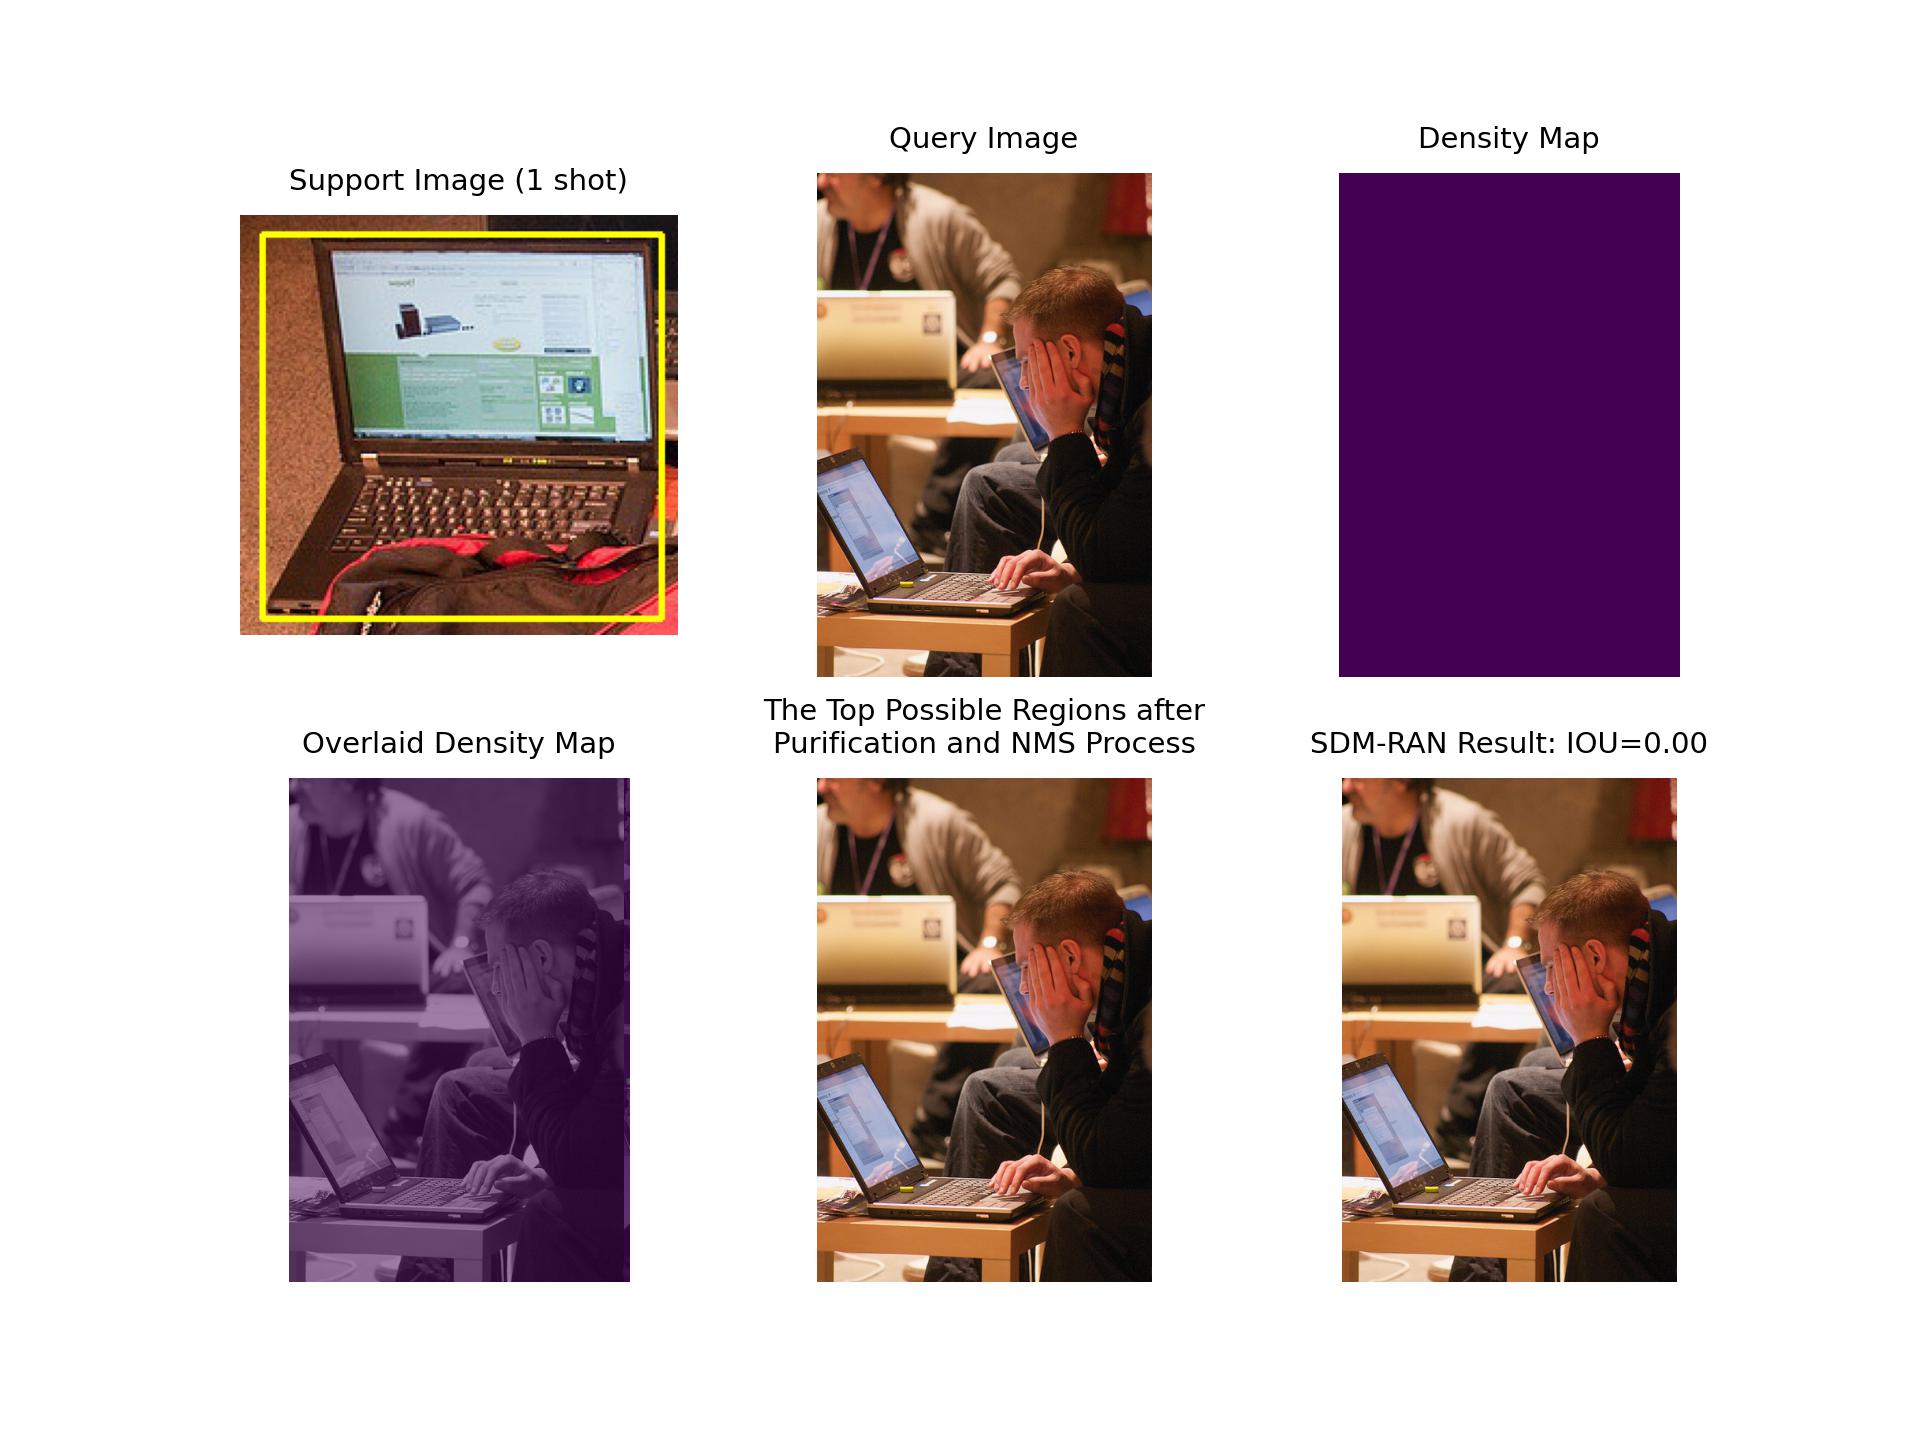 Support Image (1 shot)
Query Image
Density Map
Overlaid Density Map
The Top Possible Regions after
Purification and NMS Process
SDM-RAN Result: IOU=0.00
woot!